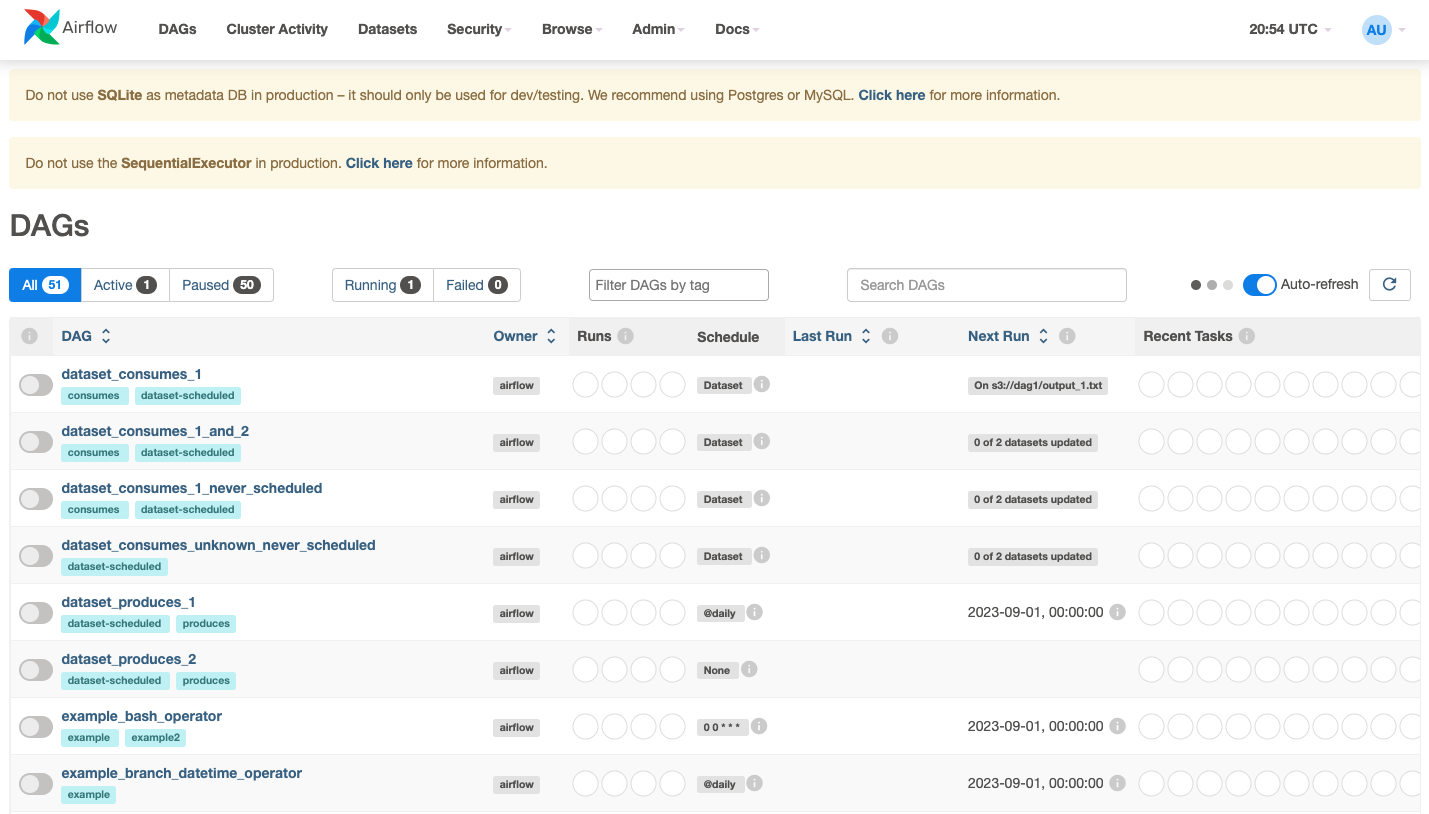 Airflow DAGs Cluster Activity Datasets Security Browse Admin Docs 20:54 UTC AU
Do not use SQLite as metadata DB in production – it should only be used for dev/testing. We recommend using Postgres or MySQL. Click here for more information.
Do not use the SequentialExecutor in production. Click here for more information.
DAGs
All 51 Active 1 Paused 50 Running 1 Failed 0 Filter DAGs by tag Search DAGs Auto-refresh
DAG Owner Runs Schedule Last Run Next Run Recent Tasks
dataset_consumes_1
airflow Dataset On s3://dag1/output_1.txt
consumes dataset-scheduled
dataset_consumes_1_and_2
airflow Dataset 0 of 2 datasets updated
consumes dataset-scheduled
dataset_consumes_1_never_scheduled
airflow Dataset 0 of 2 datasets updated
consumes dataset-scheduled
dataset_consumes_unknown_never_scheduled
airflow Dataset 0 of 2 datasets updated
dataset-scheduled
dataset_produces_1
airflow @daily 2023-09-01, 00:00:00
dataset-scheduled produces
dataset_produces_2
airflow None
dataset-scheduled produces
example_bash_operator
airflow 0 0 * * * 2023-09-01, 00:00:00
example example2
example_branch_datetime_operator
airflow @daily 2023-09-01, 00:00:00
example